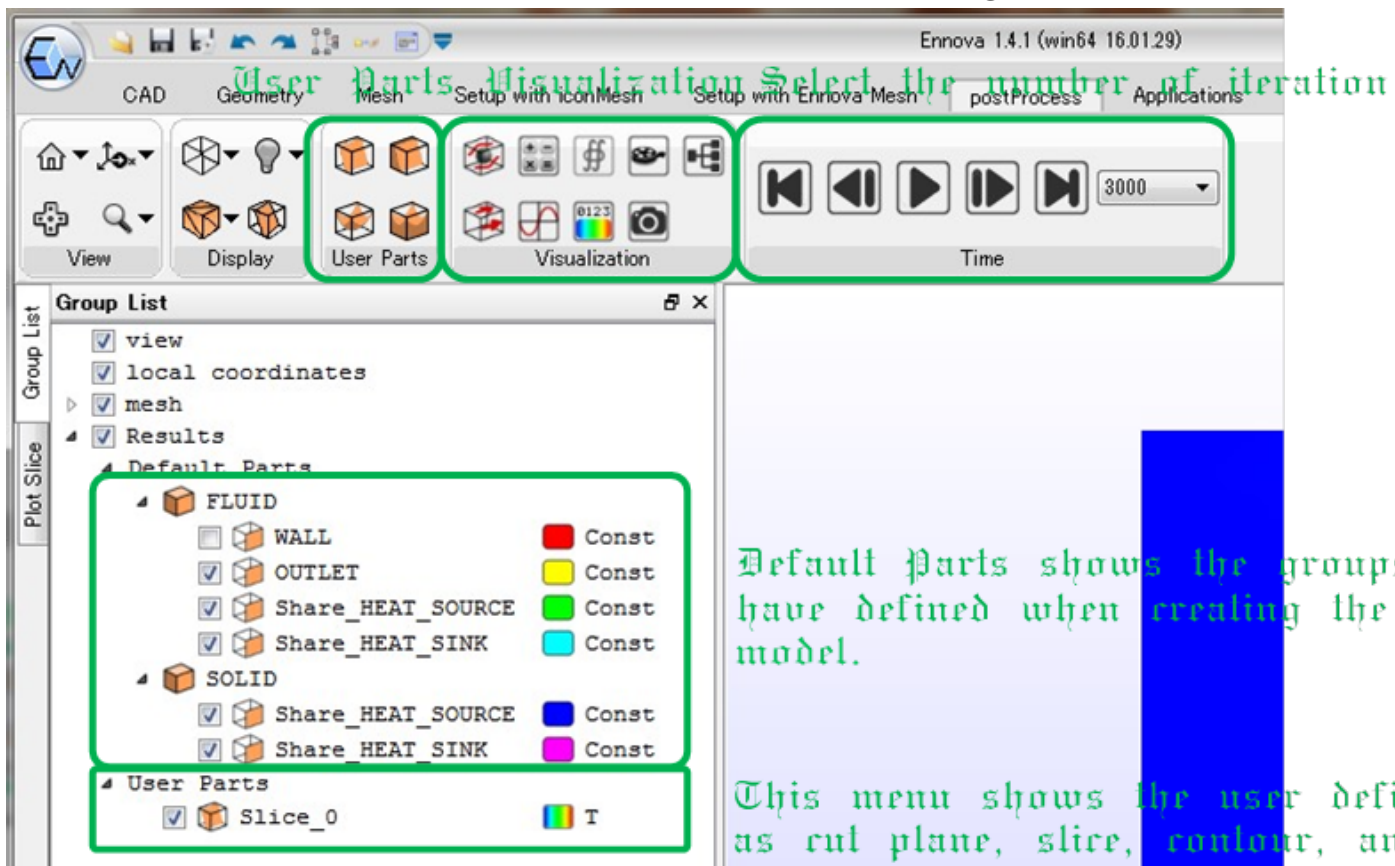 Ennova 1.4.1 (win64 16.01.29)
User Parts Visualization Select the number of iteration
CAD Geometry Mesh Setup with iconMesh Setup with Ennova Mesh postProcess Applications
3000
0123
View Display User Parts Visualization Time
Group List
Group List
Plot Slice
view
local coordinates
mesh
Results
Default Parts
FLUID
WALL Const
OUTLET Const
Share_HEAT_SOURCE Const
Share_HEAT_SINK Const
SOLID
Share_HEAT_SOURCE Const
Share_HEAT_SINK Const
User Parts
Slice_0 T
Default Parts shows the groups
have defined when creating the
model.
This menu shows the user defi
as cut plane, slice, contour, an